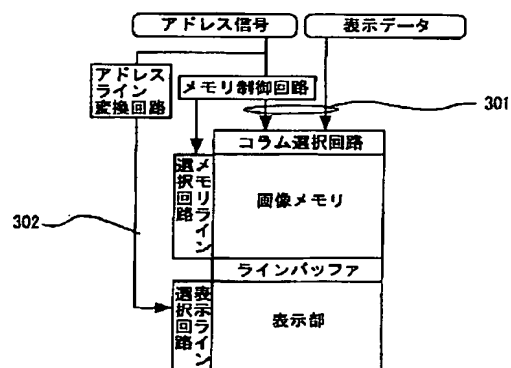 アドレス信号
表示データ
アドレス
ライン
変換回路
メモリ制御回路
301
コラム選択回路
メモリライン
選択回路
画像メモリ
302
ラインバッファ
表示ライン
選択回路
表示部